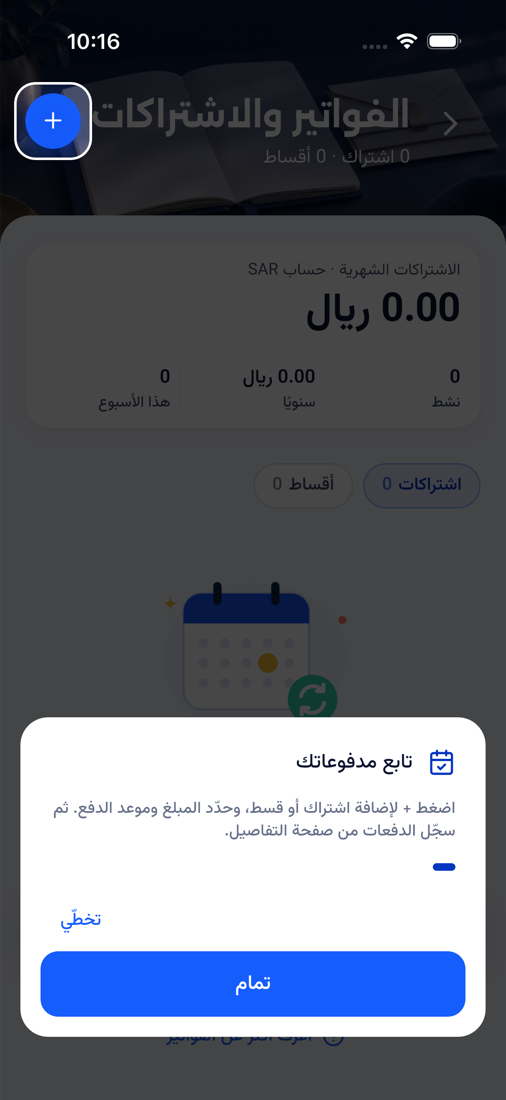 10:16
الفواتير والاشتراكات
0 اشتراك · 0 أقساط
الاشتراكات الشهرية · حساب SAR
0.00 ريال
0
نشط
0.00 ريال
سنويًا
0
هذا الأسبوع
اشتراكات 0
أقساط 0
تابع مدفوعاتك
اضغط + لإضافة اشتراك أو قسط، وحدّد المبلغ وموعد الدفع. ثم
سجّل الدفعات من صفحة التفاصيل.
تخطّي
تمام